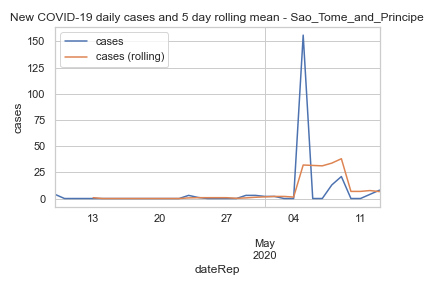 New COVID-19 daily cases and 5 day rolling mean - Sao_Tome_and_Principe
cases
cases (rolling)
cases
150
125
100
75
50
25
0
13
20
27
04
11
May
2020
dateRep